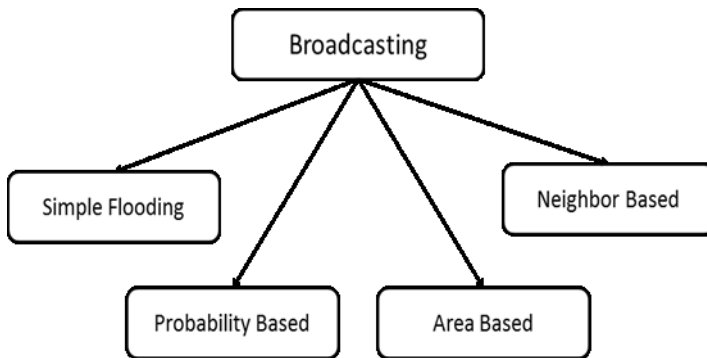 Broadcasting
Simple Flooding
Neighbor Based
Probability Based
Area Based